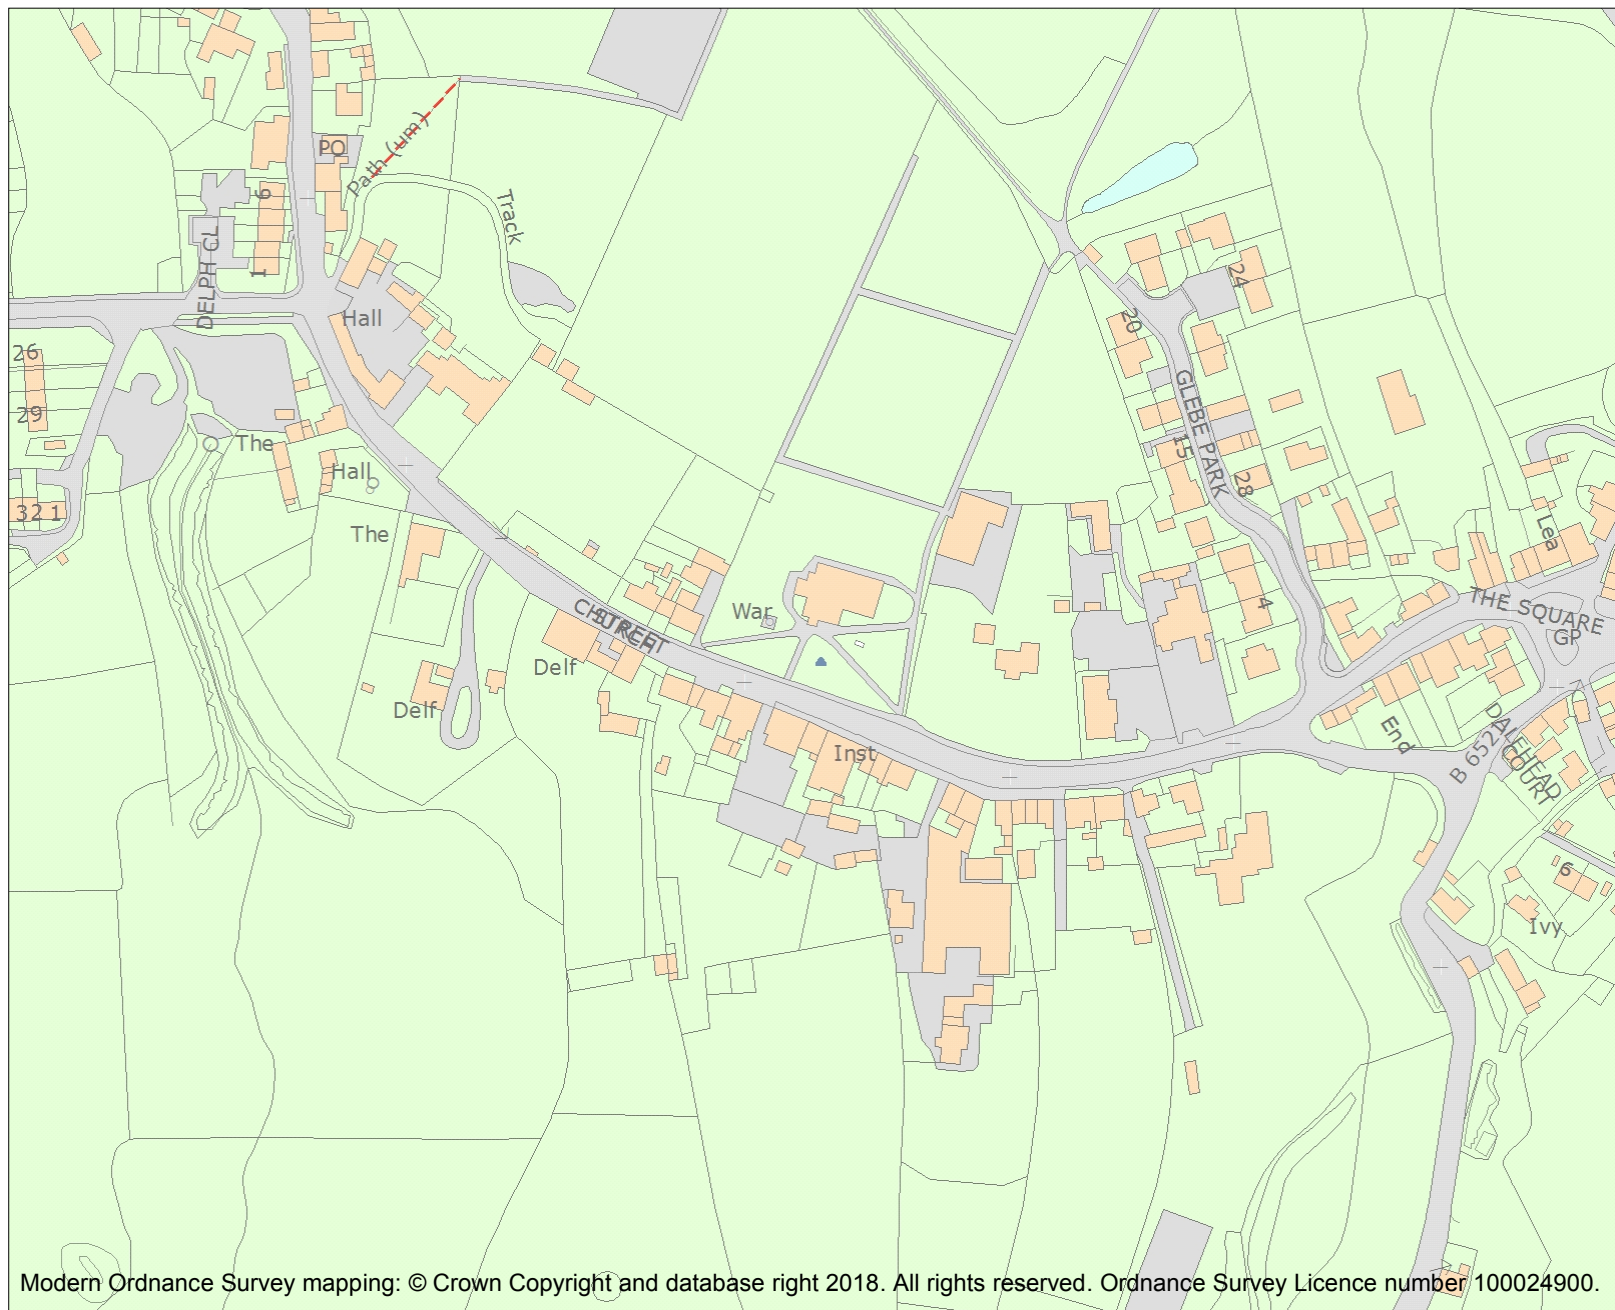 PO
Path (um)
Track
6
1
DELPH CL
Hall
26
29
The
Hall
32 1
The
24
20
GLEBE PARK
15
28
Lea
CHURCH
STREET
War
4
THE SQUARE
GP
Delf
Delf
Inst
End
DALEHEAD
COURT
B 6521
6
Ivy
Modern Ordnance Survey mapping: © Crown Copyright and database right 2018. All rights reserved. Ordnance Survey Licence number 100024900.